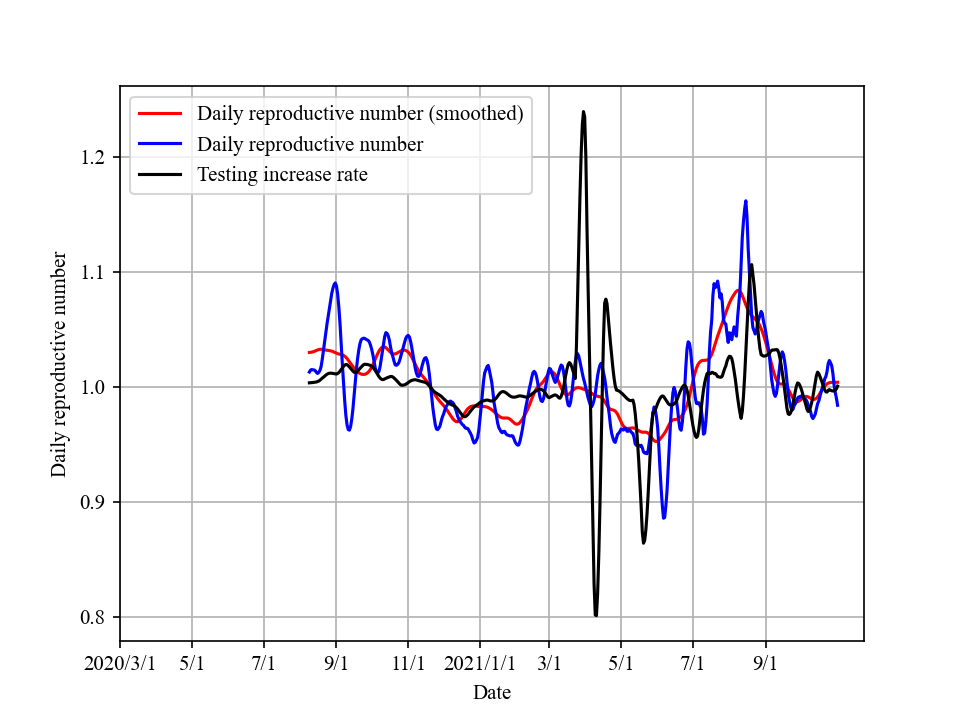 Daily reproductive number (smoothed)
Daily reproductive number
Testing increase rate
Daily reproductive number
1.2
1.1
1.0
0.9
0.8
2020/3/1 5/1 7/1 9/1 11/1 2021/1/1 3/1 5/1 7/1 9/1
Date